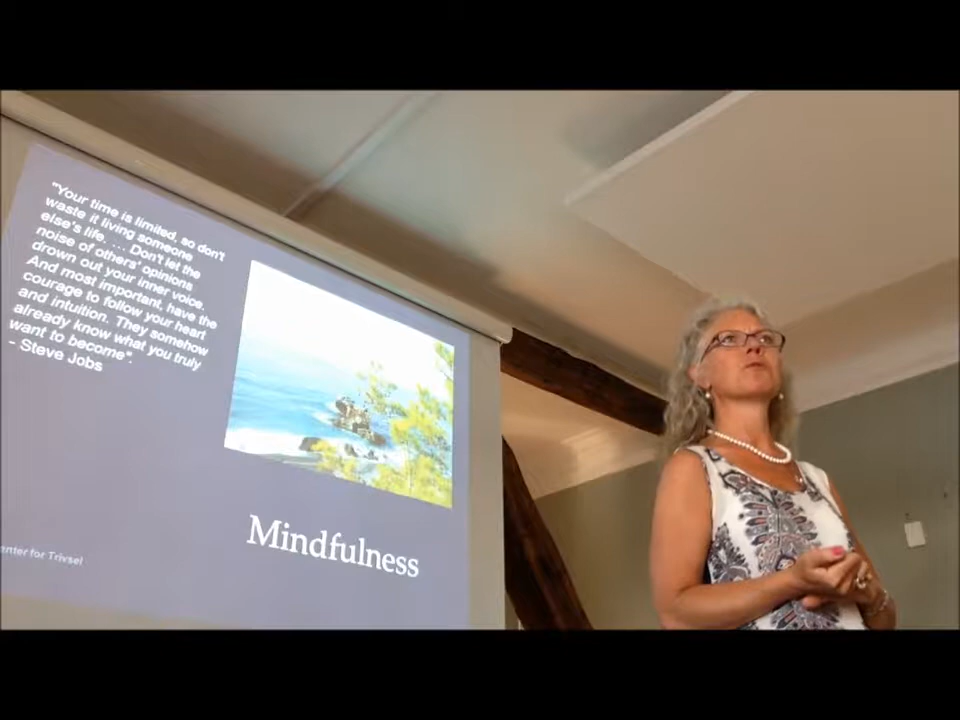 "Your time is limited, so don't
waste it living someone
else's life. ... Don't let the
noise of others' opinions
drown out your inner voice.
And most important, have the
courage to follow your heart
and intuition. They somehow
already know what you truly
want to become".
- Steve Jobs
Mindfulness
for Trivsel